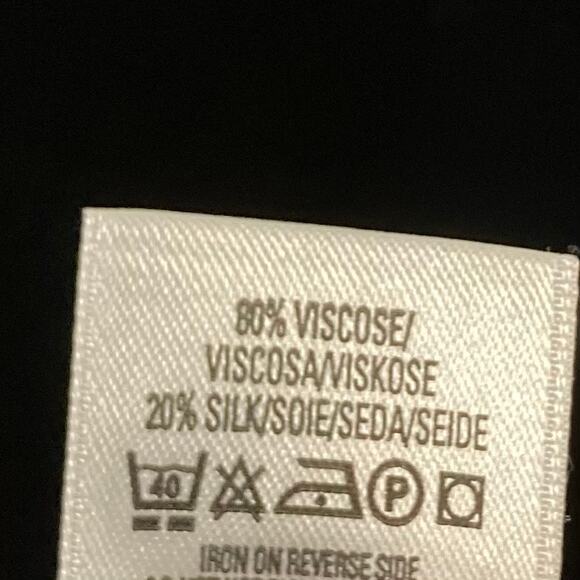 80% VISCOSE/
VISCOSA/VISKOSE
20% SILK/SOIE/SEDA/SEIDE
40 P
IRON ON REVERSE SIDE